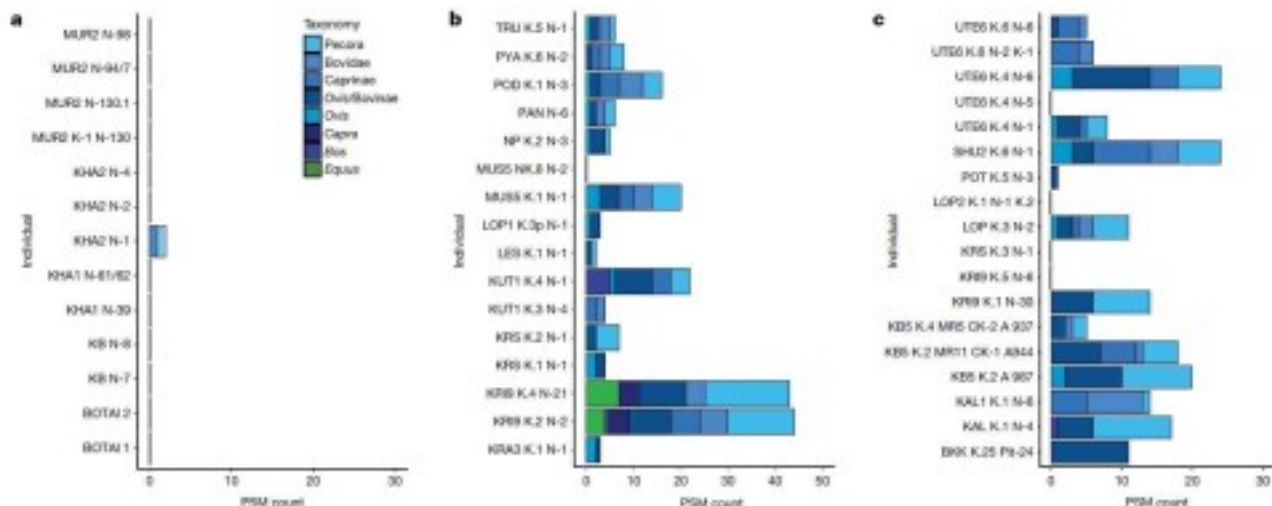 a
Individual
MUR2 N-98
MUR2 N-94/7
MUR2 N-130.1
MUR2 K-1 N-130
KHA2 N-4
KHA2 N-2
KHA2 N-1
KHA1 N-61/62
KHA1 N-39
KB N-8
KB N-7
BOTAI 2
BOTAI 1
0 10 20 30
PSM count
Taxonomy
Pecora
Bovidae
Caprinae
Ovis/Bovinae
Ovis
Capra
Bos
Equus
b
Individual
TRU K.5 N-1
PYA K.6 N-2
POD K.1 N-3
PAN N-6
NP K.2 N-3
MUS5 NK.8 N-2
MUS5 K.1 N-1
LOP1 K.3p N-1
LES K.1 N-1
KUT1 K.4 N-1
KUT1 K.3 N-4
KRS K.2 N-1
KRS K.1 N-1
KRI9 K.4 N-21
KRI9 K.2 N-2
KRA3 K.1 N-1
0 10 20 30 40 50
PSM count
c
Individual
UTE6 K.6 N-6
UTE6 K.8 N-2 K-1
UTE6 K.4 N-6
UTE6 K.4 N-5
UTE6 K.4 N-1
SHU2 K.6 N-1
POT K.5 N-3
LOP2 K.1 N-1 K.2
LOP K.3 N-2
KRS K.3 N-1
KRI9 K.5 N-6
KRI9 K.1 N-30
KB5 K.4 MR5 CK-2 A 937
KB5 K.2 MR11 CK-1 A944
KB5 K.2 A 987
KAL1 K.1 N-8
KAL K.1 N-4
BKK K.25 Pit-24
0 10 20 30
PSM count